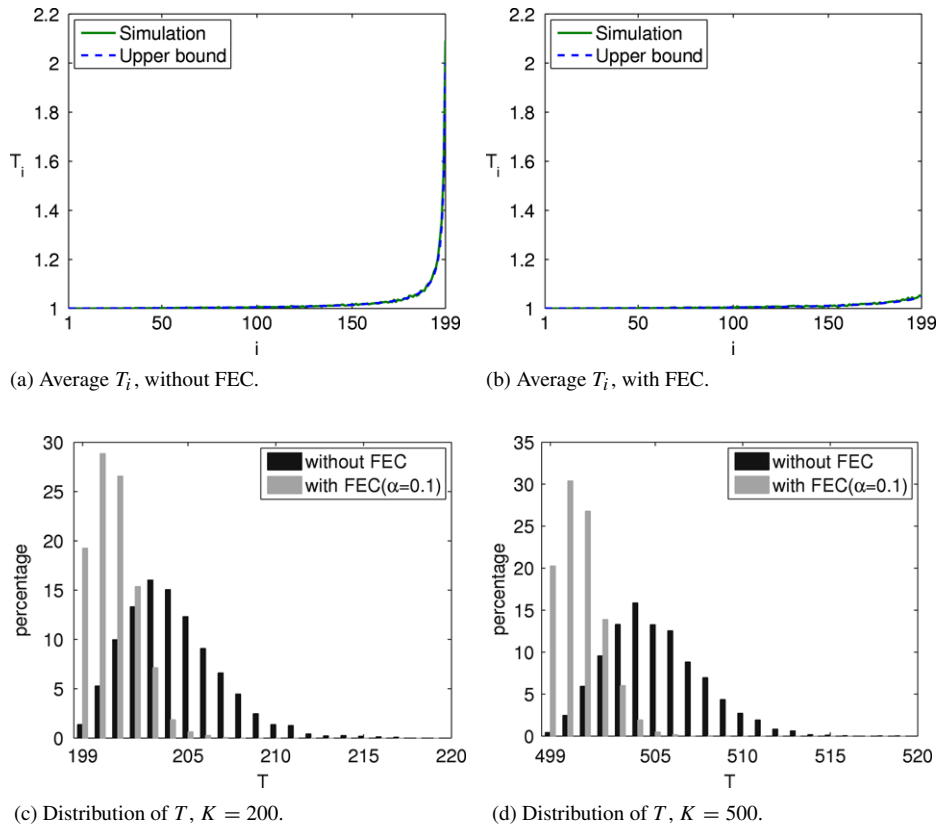 2.2
2
1.8
T_i 1.6
1.4
1.2
1
1 50 100 150 199
i
Simulation
Upper bound
(a) Average T_i, without FEC.
2.2
2
1.8
T_i 1.6
1.4
1.2
1
1 50 100 150 199
i
Simulation
Upper bound
(b) Average T_i, with FEC.
30
25
20
15
10
5
0
percentage
199 205 210 215 220
T
without FEC
with FEC(α=0.1)
(c) Distribution of T, K = 200.
35
30
25
20
15
10
5
0
percentage
499 505 510 515 520
T
without FEC
with FEC(α=0.1)
(d) Distribution of T, K = 500.